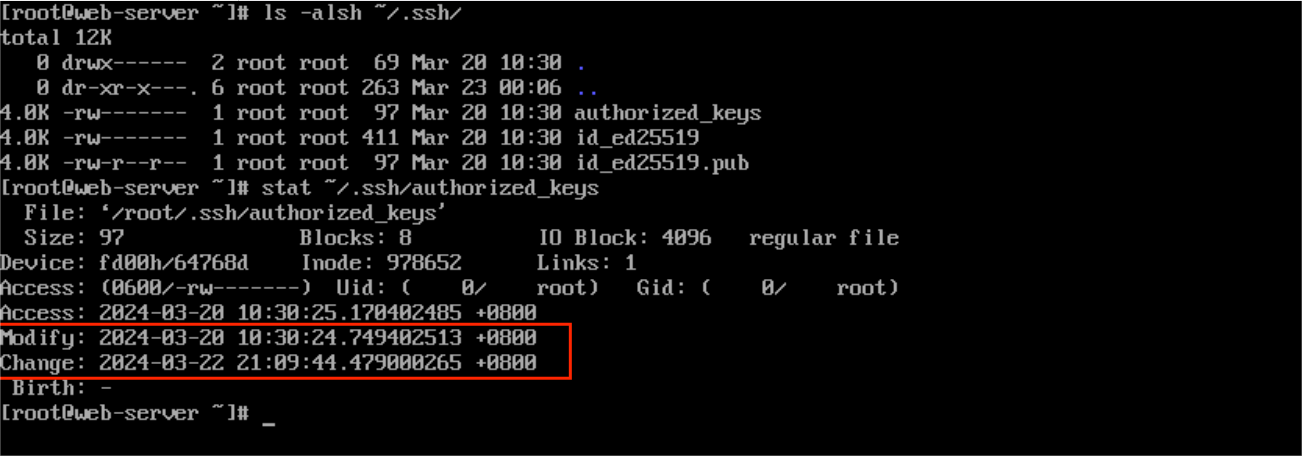 [root@web-server ~]# ls -alsh ~/.ssh/
total 12K
   0 drwx------  2 root root  69 Mar 20 10:30 .
   0 dr-xr-x---. 6 root root 263 Mar 23 00:06 ..
4.0K -rw-------  1 root root  97 Mar 20 10:30 authorized_keys
4.0K -rw-------  1 root root 411 Mar 20 10:30 id_ed25519
4.0K -rw-r--r--  1 root root  97 Mar 20 10:30 id_ed25519.pub
[root@web-server ~]# stat ~/.ssh/authorized_keys
  File: ‘/root/.ssh/authorized_keys’
  Size: 97              Blocks: 8          IO Block: 4096   regular file
Device: fd00h/64768d    Inode: 978652      Links: 1
Access: (0600/-rw-------)  Uid: (    0/    root)   Gid: (    0/    root)
Access: 2024-03-20 10:30:25.170402485 +0800
Modify: 2024-03-20 10:30:24.749402513 +0800
Change: 2024-03-22 21:09:44.479000265 +0800
 Birth: -
[root@web-server ~]# _